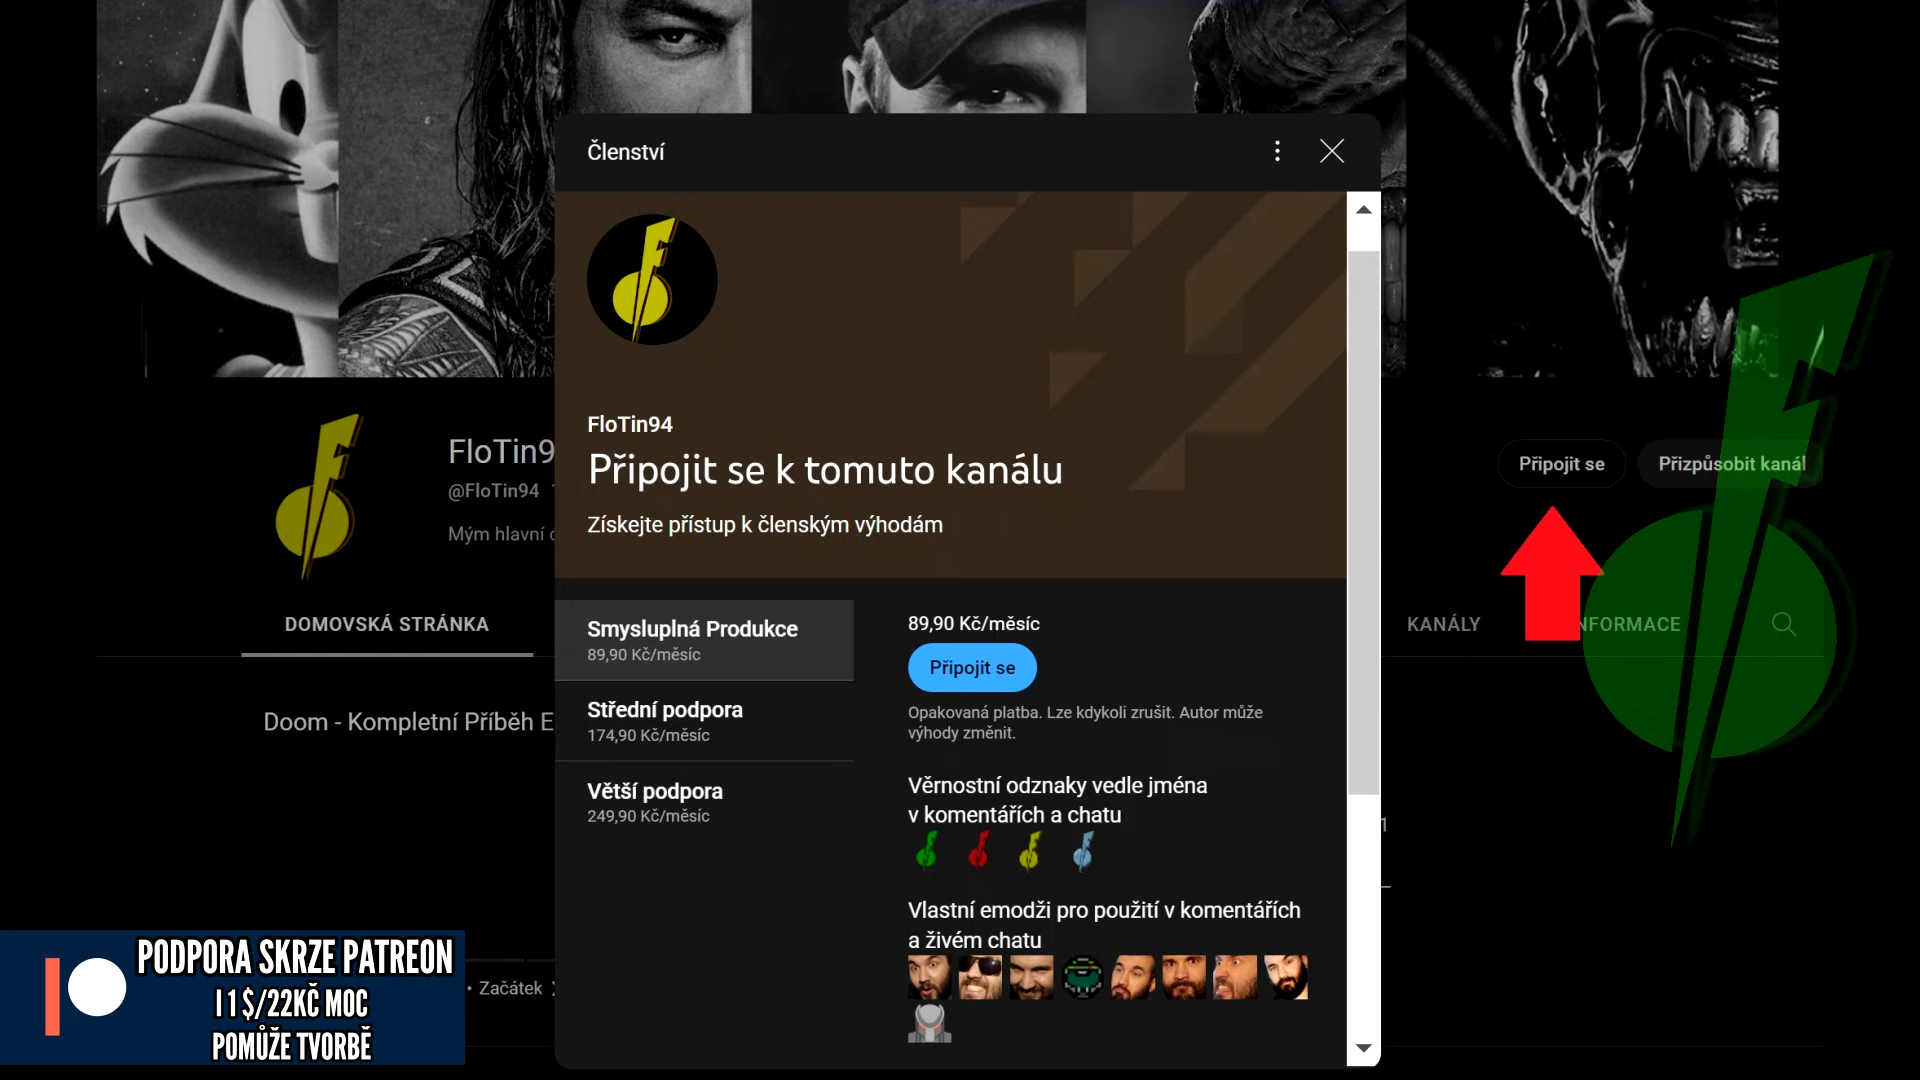 Členství
FloTin94
Připojit se k tomuto kanálu
Získejte přístup k členským výhodám
FloTin9
@FloTin94
Mým hlavní
Připojit se
Přizpůsobit kanál
DOMOVSKÁ STRÁNKA
KANÁLY
NFORMACE
Doom - Kompletní Příběh E
Smysluplná Produkce
89,90 Kč/měsíc
Střední podpora
174,90 Kč/měsíc
Větší podpora
249,90 Kč/měsíc
89,90 Kč/měsíc
Připojit se
Opakovaná platba. Lze kdykoli zrušit. Autor může
výhody změnit.
Věrnostní odznaky vedle jména
v komentářích a chatu
Vlastní emodži pro použití v komentářích
a živém chatu
• Začátek
PODPORA SKRZE PATREON
I 1 $/22KČ MOC
POMŮŽE TVORBĚ